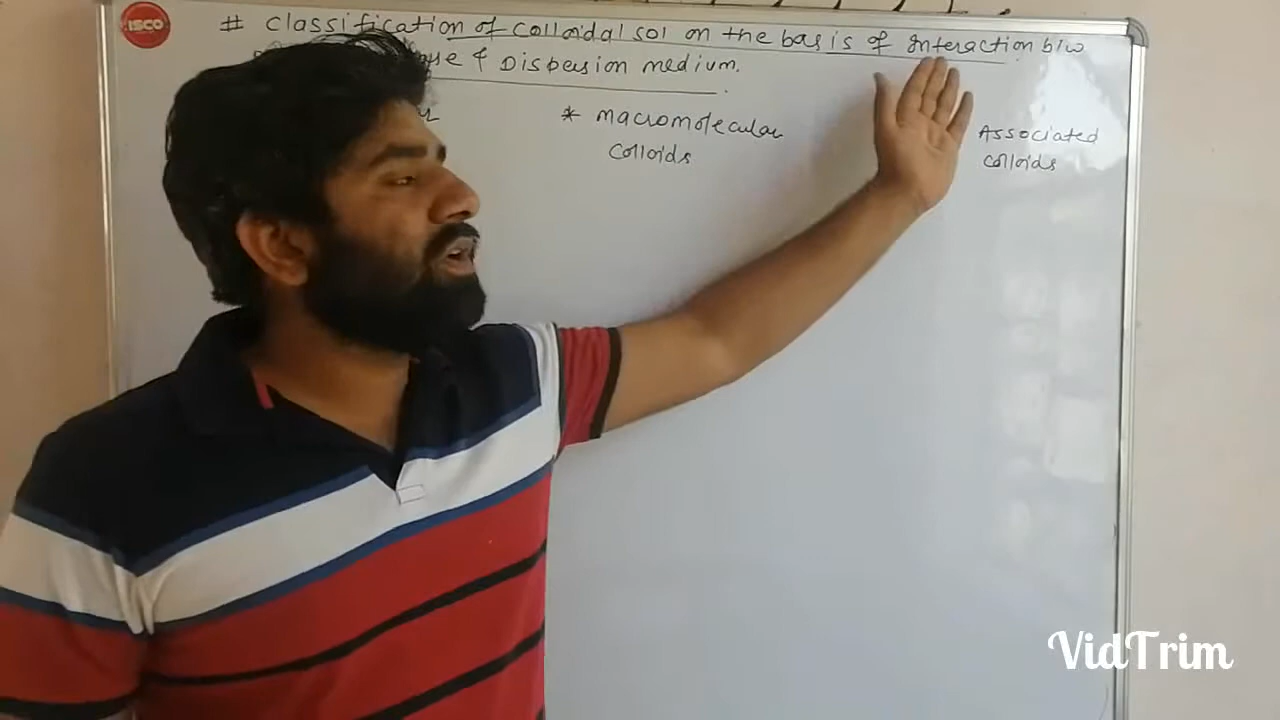 ISCO
# Classification of Colloidal sol on the basis of Interaction b/w
& Dispersion medium.
* Macromolecular
Colloids
Associated
Colloids
VidTrim